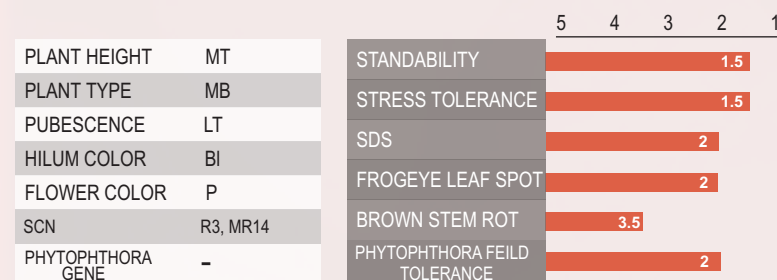 5 4 3 2 1
PLANT HEIGHT MT
PLANT TYPE MB
PUBESCENCE LT
HILUM COLOR BI
FLOWER COLOR P
SCN R3, MR14
PHYTOPHTHORA
GENE -
STANDABILITY 1.5
STRESS TOLERANCE 1.5
SDS 2
FROGEYE LEAF SPOT 2
BROWN STEM ROT 3.5
PHYTOPHTHORA FEILD
TOLERANCE 2